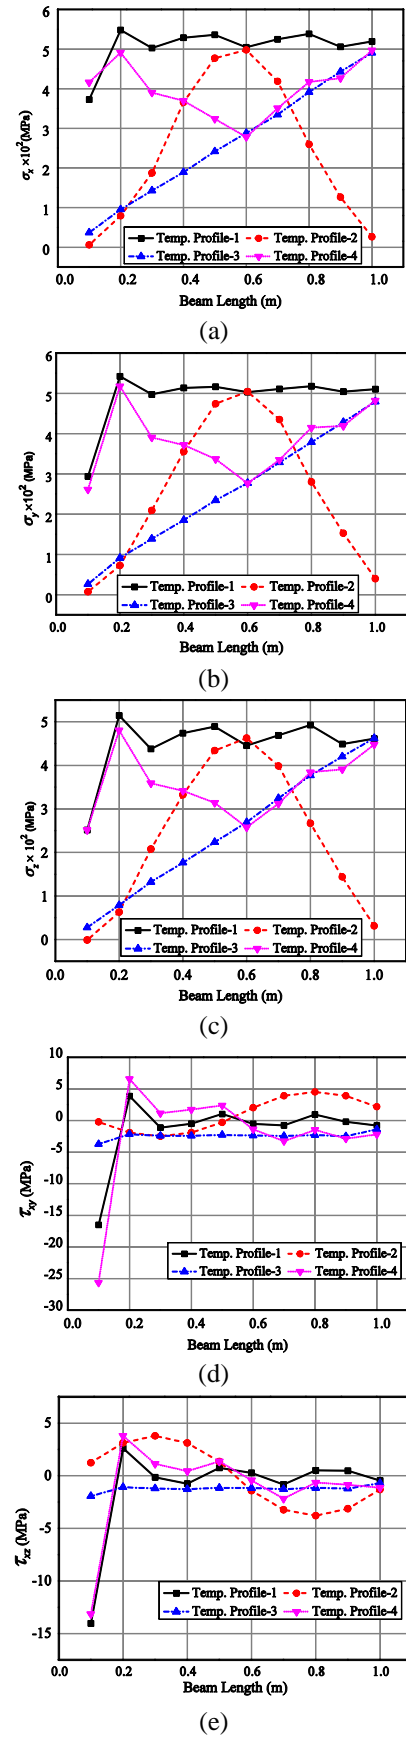 6
5
4
3
2
1
0
σx ×10²(MPa)
Temp. Profile-1 Temp. Profile-2
Temp. Profile-3 Temp. Profile-4
0.0 0.2 0.4 0.6 0.8 1.0
Beam Length (m)
(a)
6
5
4
3
2
1
0
σy ×10² (MPa)
Temp. Profile-1 Temp. Profile-2
Temp. Profile-3 Temp. Profile-4
0.0 0.2 0.4 0.6 0.8 1.0
Beam Length (m)
(b)
5
4
3
2
1
0
σz × 10² (MPa)
Temp. Profile-1 Temp. Profile-2
Temp. Profile-3 Temp. Profile-4
0.0 0.2 0.4 0.6 0.8 1.0
Beam Length (m)
(c)
10
5
0
-5
-10
-15
-20
-25
-30
τxy (MPa)
Temp. Profile-1 Temp. Profile-2
Temp. Profile-3 Temp. Profile-4
0.0 0.2 0.4 0.6 0.8 1.0
Beam Length (m)
(d)
5
0
-5
-10
-15
τxz (MPa)
Temp. Profile-1 Temp. Profile-2
Temp. Profile-3 Temp. Profile-4
0.0 0.2 0.4 0.6 0.8 1.0
Beam Length (m)
(e)